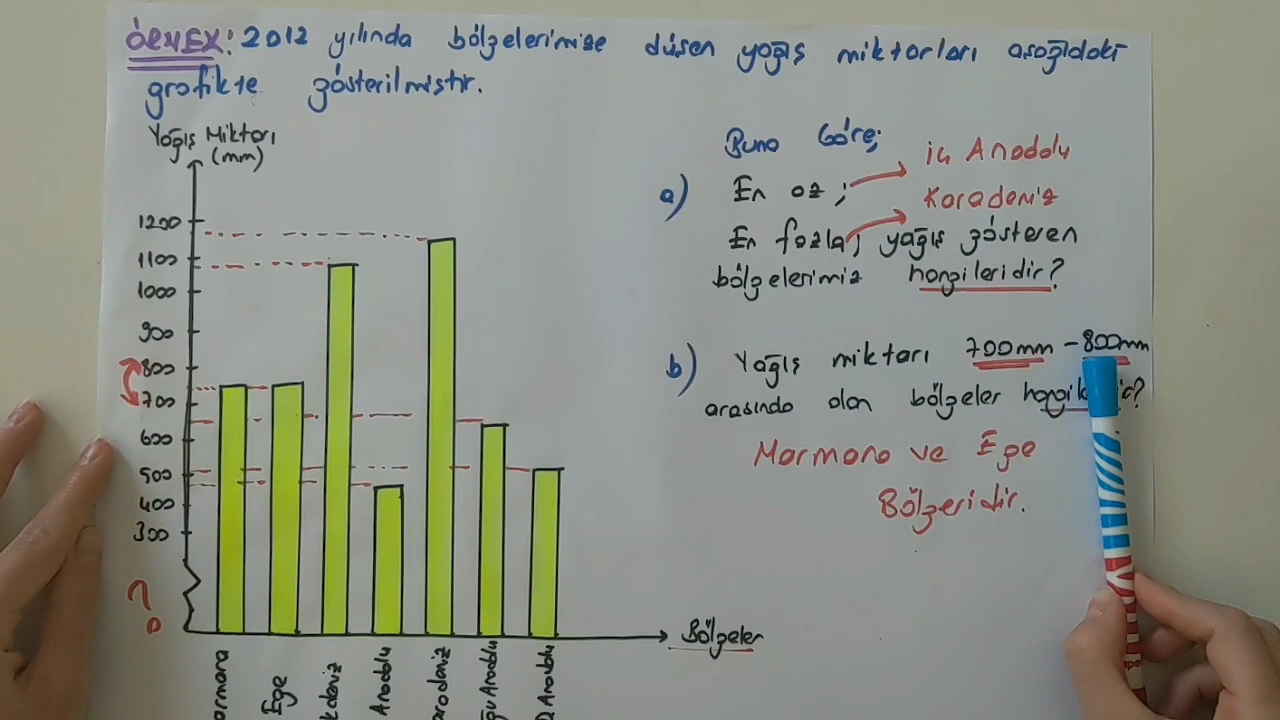 ÖRNEK: 2012 yılında bölgelerimize düşen yağış miktarları aşağıdaki
grafikte gösterilmiştir.
Yağış Miktarı
(mm)
1200
1100
1000
900
800
700
600
500
400
300
?
Ege
Anadolu
Bölgeler
Buna Göre;
a) En az; İç Anadolu
Karadeniz
En fazla; yağış gösteren
bölgelerimiz hangileridir?
b) Yağış miktarı 700mm - 800mm
arasında olan bölgeler
Marmara ve Ege
Bölgeridir.